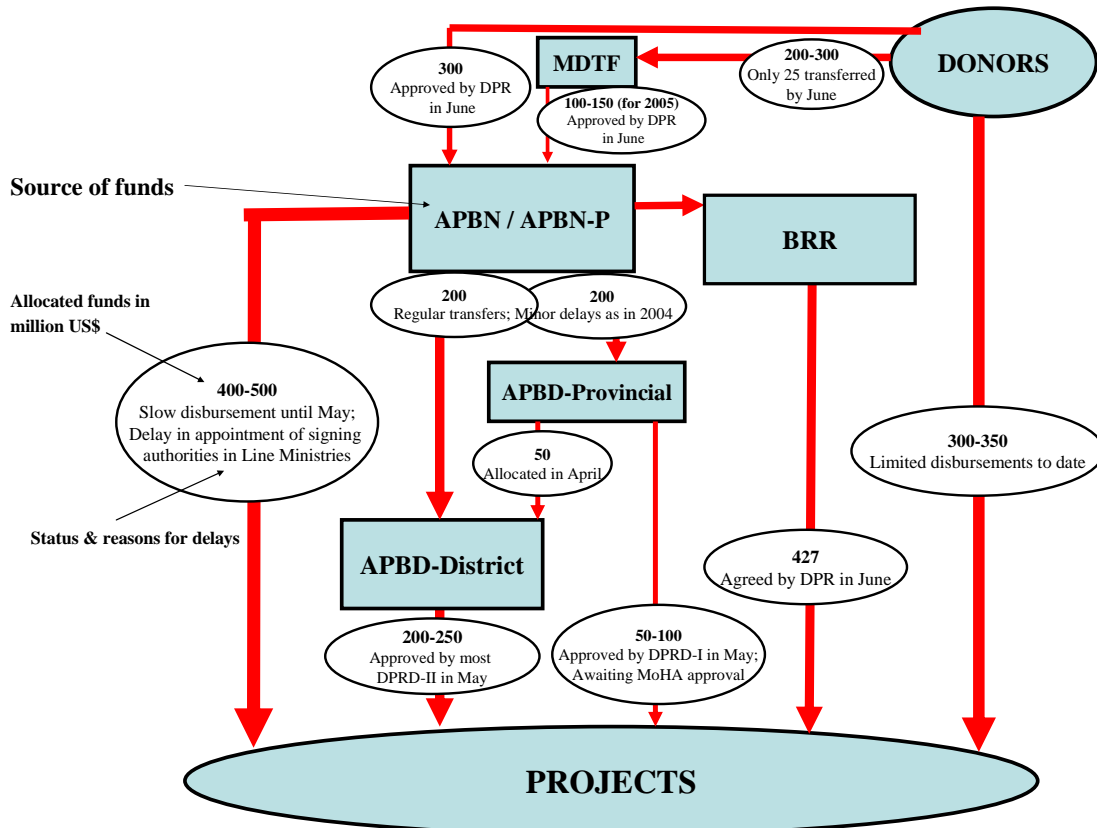 DONORS
MDTF
200-300
Only 25 transferred
by June
300
Approved by DPR
in June
100-150 (for 2005)
Approved by DPR
in June
Source of funds
APBN / APBN-P
BRR
200
Regular transfers; Minor delays as in 2004
200
Allocated funds in
million US$
400-500
Slow disbursement until May;
Delay in appointment of signing
authorities in Line Ministries
APBD-Provincial
50
Allocated in April
300-350
Limited disbursements to date
Status & reasons for delays
APBD-District
427
Agreed by DPR in June
200-250
Approved by most
DPRD-II in May
50-100
Approved by DPRD-I in May;
Awaiting MoHA approval
PROJECTS